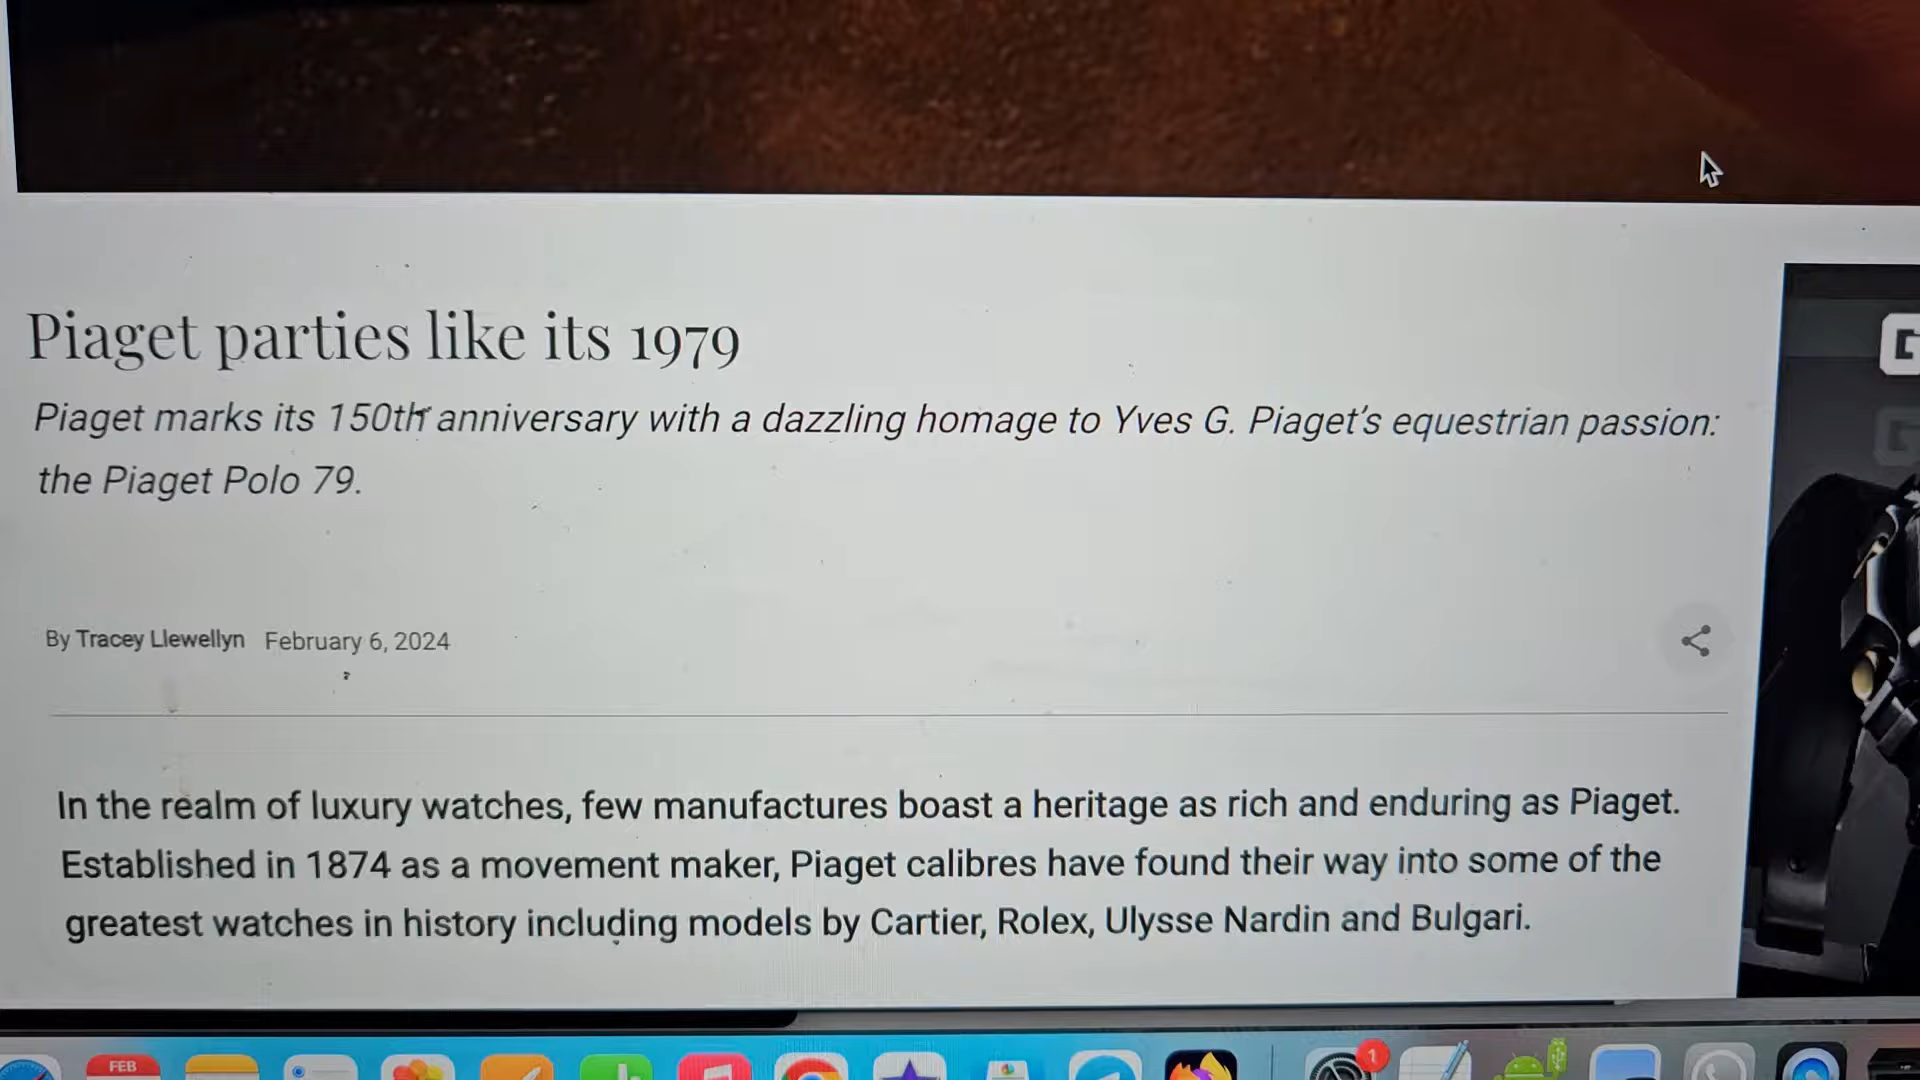 Piaget parties like its 1979
Piaget marks its 150th anniversary with a dazzling homage to Yves G. Piaget's equestrian passion:
the Piaget Polo 79.
By Tracey Llewellyn February 6, 2024
In the realm of luxury watches, few manufactures boast a heritage as rich and enduring as Piaget.
Established in 1874 as a movement maker, Piaget calibres have found their way into some of the
greatest watches in history including models by Cartier, Rolex, Ulysse Nardin and Bulgari.
FEB
1